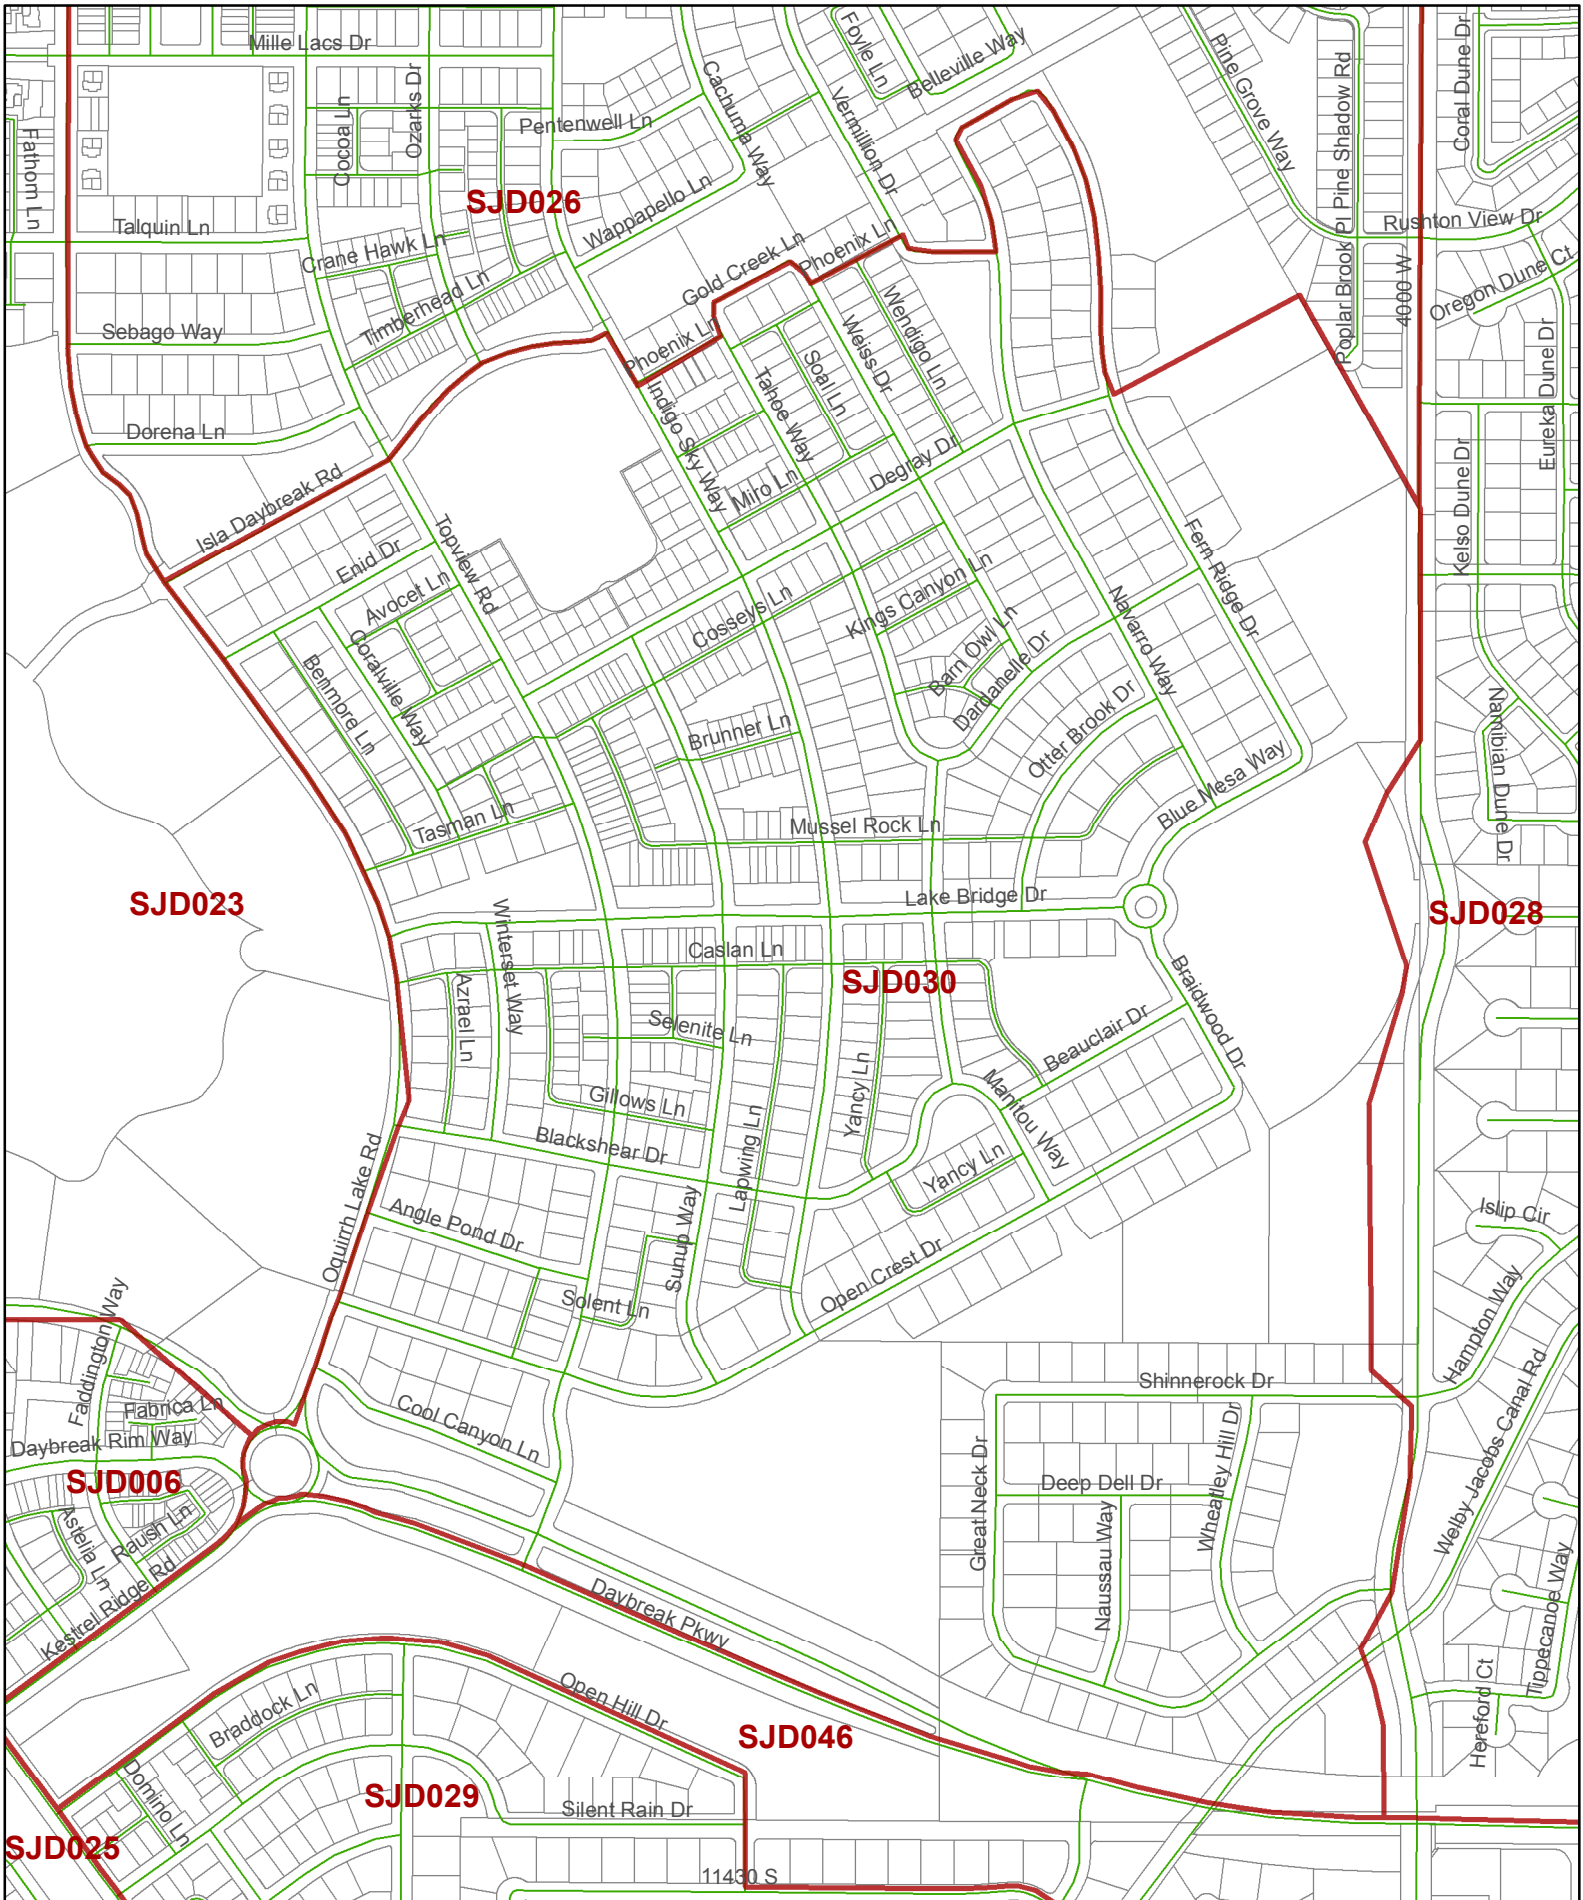 Mille Lacs Dr
Foyle Ln
Belleville Way
Pine Grove Way
Pine Shadow Rd
Coral Dune Dr
Fathom Ln
Cocoa Ln
Ozarks Dr
Pentenwell Ln
Cachuma Way
Vermillion Dr
SJD026
Wappapello Ln
Talquin Ln
Crane Hawk Ln
Timberhead Ln
Gold Creek Ln
Phoenix Ln
Rushton View Dr
Poplar Brook Pl
4000 W
Oregon Dune Ct
Sebago Way
Phoenix Ln
Indigo Sky Way
Tahoe Way
Soal Ln
Weiss Dr
Wendigo Ln
Eureka Dune Dr
Dorena Ln
Isla Daybreak Rd
Miro Ln
Degray Dr
Kelso Dune Dr
Topview Rd
Enid Dr
Avocet Ln
Coralville Way
Benmore Ln
Cosseys Ln
Kings Canyon Ln
Barn Owl Ln
Dardanelle Dr
Navarro Way
Fern Ridge Dr
Brunner Ln
Otter Brook Dr
Blue Mesa Way
Namibian Dune Dr
Tasman Ln
Mussel Rock Ln
SJD023
Lake Bridge Dr
SJD028
Winterset Way
Caslan Ln
SJD030
Azrael Ln
Selenite Ln
Braidwood Dr
Beauclair Dr
Yancy Ln
Manitou Way
Gillows Ln
Lapwing Ln
Blackshear Dr
Yancy Ln
Oquirrh Lake Rd
Angle Pond Dr
Sunup Way
Islip Cir
Open Crest Dr
Solent Ln
Hampton Way
Faddington Way
Fabrica Ln
Shinnerock Dr
Welby Jacobs Canal Rd
Cool Canyon Ln
Daybreak Rim Way
SJD006
Great Neck Dr
Deep Dell Dr
Wheatley Hill Dr
Naussau Way
Astelia Ln
Raush Ln
Kestrel Ridge Rd
Daybreak Pkwy
Tippecanoe Way
Hereford Ct
Braddock Ln
Open Hill Dr
SJD046
Domino Ln
SJD029
Silent Rain Dr
SJD025
11430 S